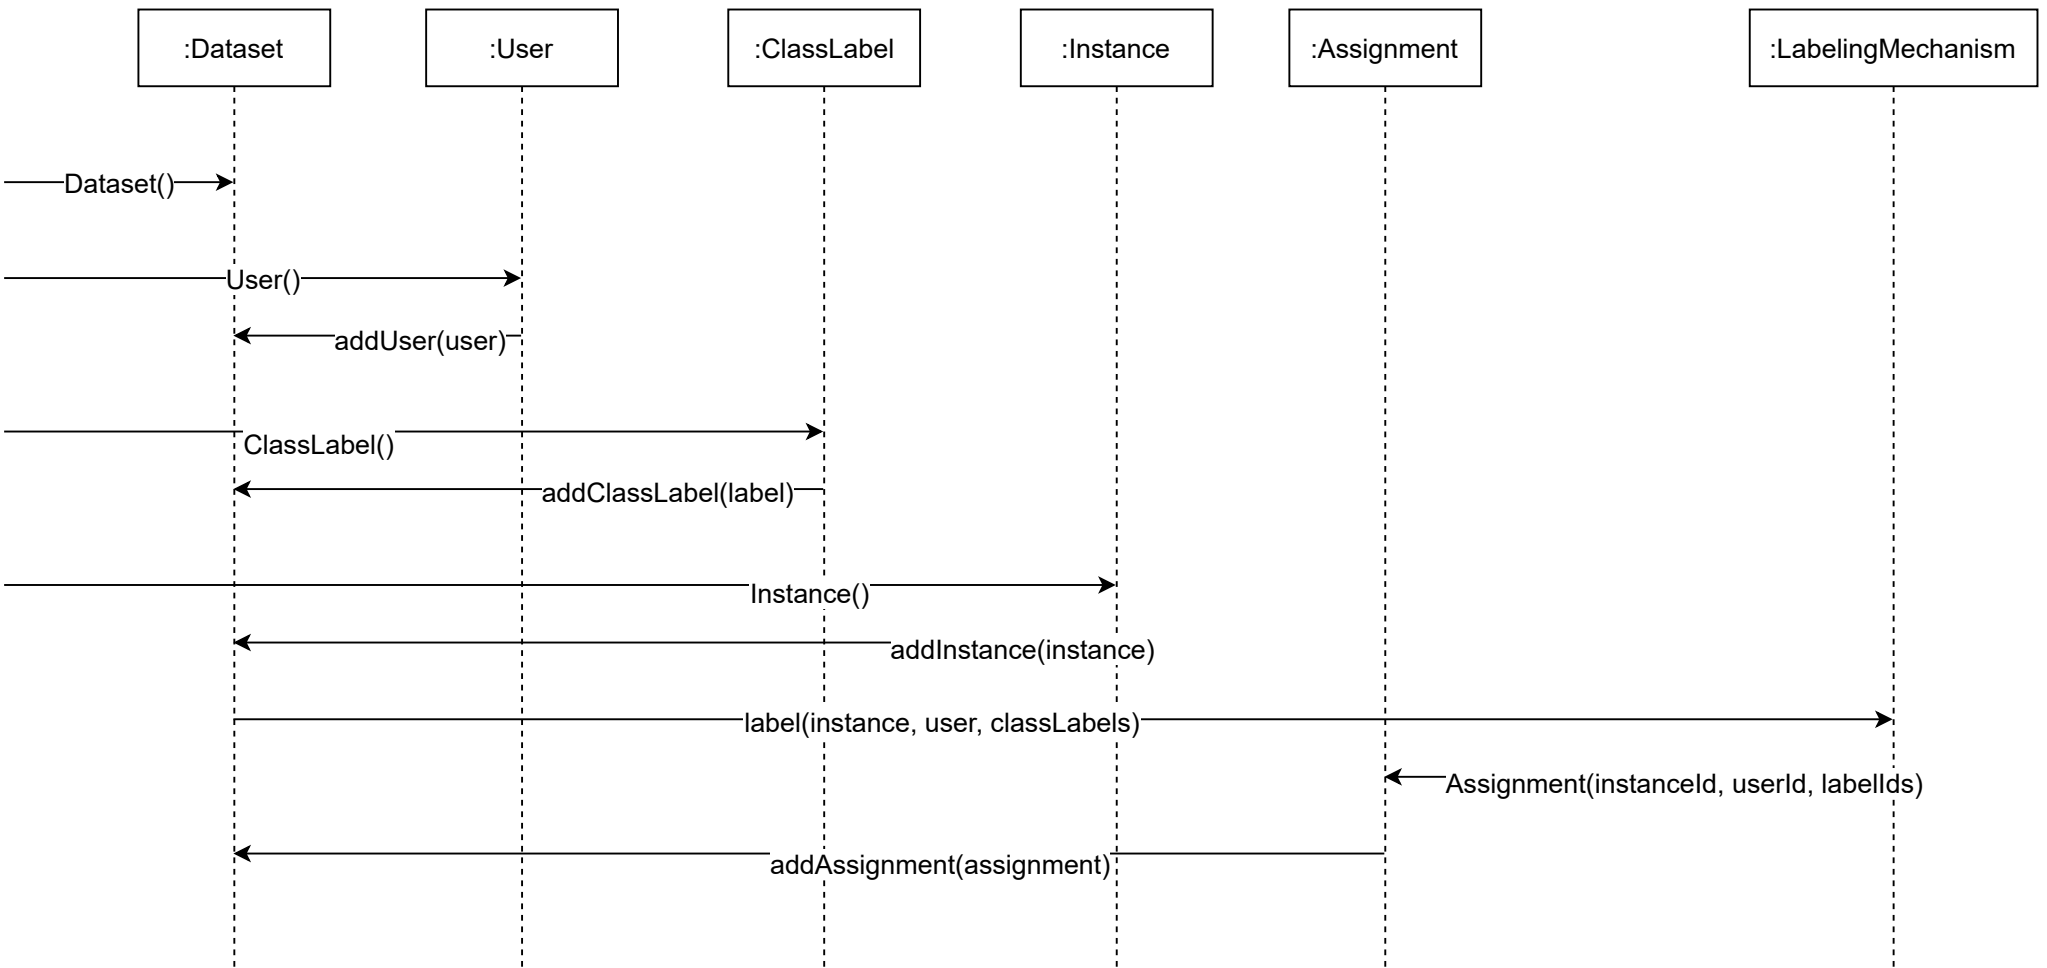 :Dataset
:User
:ClassLabel
:Instance
:Assignment
:LabelingMechanism
Dataset()
User()
addUser(user)
ClassLabel()
addClassLabel(label)
Instance()
addInstance(instance)
label(instance, user, classLabels)
Assignment(instanceId, userId, labelIds)
addAssignment(assignment)